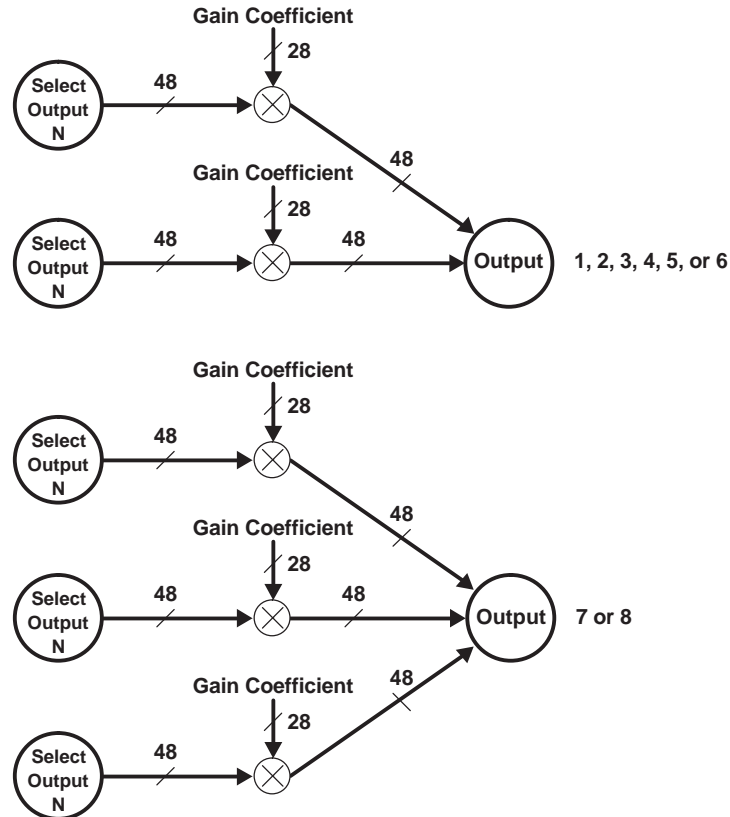 Gain Coefficient
28
Select
Output
N
48
48
Gain Coefficient
28
Select
Output
N
48
48
Output
1, 2, 3, 4, 5, or 6
Gain Coefficient
28
Select
Output
N
48
48
Gain Coefficient
28
Select
Output
N
48
48
Output
7 or 8
Gain Coefficient
28
Select
Output
N
48
48